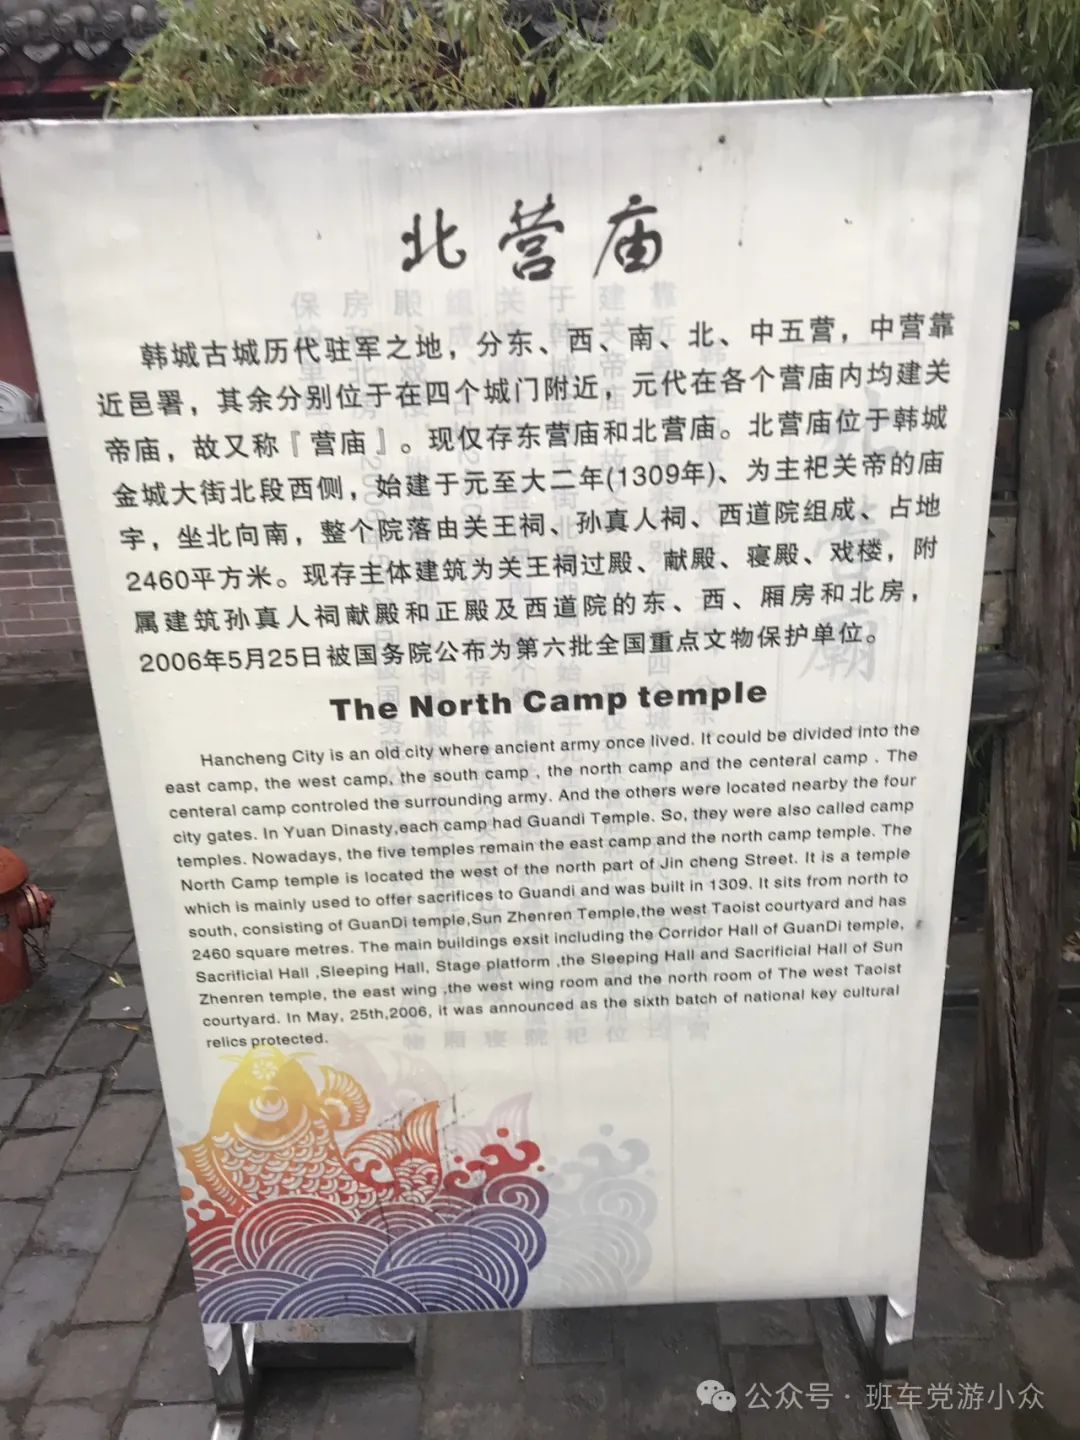 北营庙
韩城古城历代驻军之地，分东、西、南、北、中五营，中营靠
近邑署，其余分别位于在四个城门附近，元代在各个营庙内均建关
帝庙，故又称『营庙』。现仅存东营庙和北营庙。北营庙位于韩城
金城大街北段西侧，始建于元至大二年(1309年)、为主祀关帝的庙
宇，坐北向南，整个院落由关王祠、孙真人祠、西道院组成、占地
2460平方米。现存主体建筑为关王祠过殿、献殿、寝殿、戏楼，附
属建筑孙真人祠献殿和正殿及西道院的东、西、厢房和北房，
2006年5月25日被国务院公布为第六批全国重点文物保护单位。
The North Camp temple
Hancheng City is an old city where ancient army once lived. It could be divided into the
east camp, the west camp, the south camp , the north camp and the centeral camp . The
centeral camp controled the surrounding army. And the others were located nearby the four
city gates. In Yuan Dinasty,each camp had Guandi Temple. So, they were also called camp
temples. Nowadays, the five temples remain the east camp and the north camp temple. The
North Camp temple is located the west of the north part of Jin cheng Street. It is a temple
which is mainly used to offer sacrifices to Guandi and was built in 1309. It sits from north to
south, consisting of GuanDi temple,Sun Zhenren Temple,the west Taoist courtyard and has
2460 square metres. The main buildings exsit including the Corridor Hall of GuanDi temple,
Sacrificial Hall ,Sleeping Hall, Stage platform ,the Sleeping Hall and Sacrificial Hall of Sun
Zhenren temple, the east wing ,the west wing room and the north room of The west Taoist
courtyard. In May, 25th,2006, it was announced as the sixth batch of national key cultural
relics protected.
公众号 · 班车党游小众